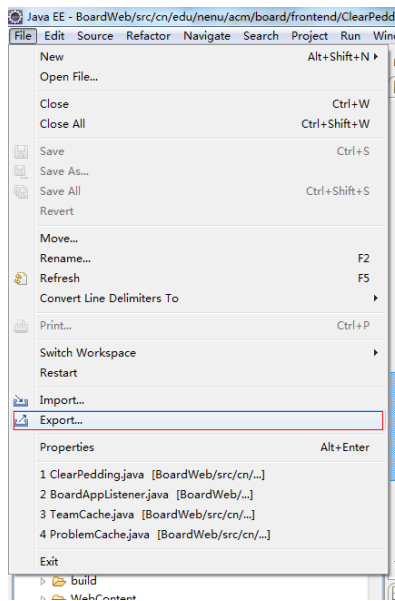 Java EE - BoardWeb/src/cn/edu/nenu/acm/board/frontend/ClearPedd
File Edit Source Refactor Navigate Search Project Run Win
New Alt+Shift+N
Open File...
Close Ctrl+W
Close All Ctrl+Shift+W
Save Ctrl+S
Save As...
Save All Ctrl+Shift+S
Revert
Move...
Rename... F2
Refresh F5
Convert Line Delimiters To
Print... Ctrl+P
Switch Workspace
Restart
Import...
Export...
Properties Alt+Enter
1 ClearPedding.java [BoardWeb/src/cn/...]
2 BoardAppListener.java [BoardWeb/...]
3 TeamCache.java [BoardWeb/src/cn/...]
4 ProblemCache.java [BoardWeb/src/cn/...]
Exit
build
WebContent